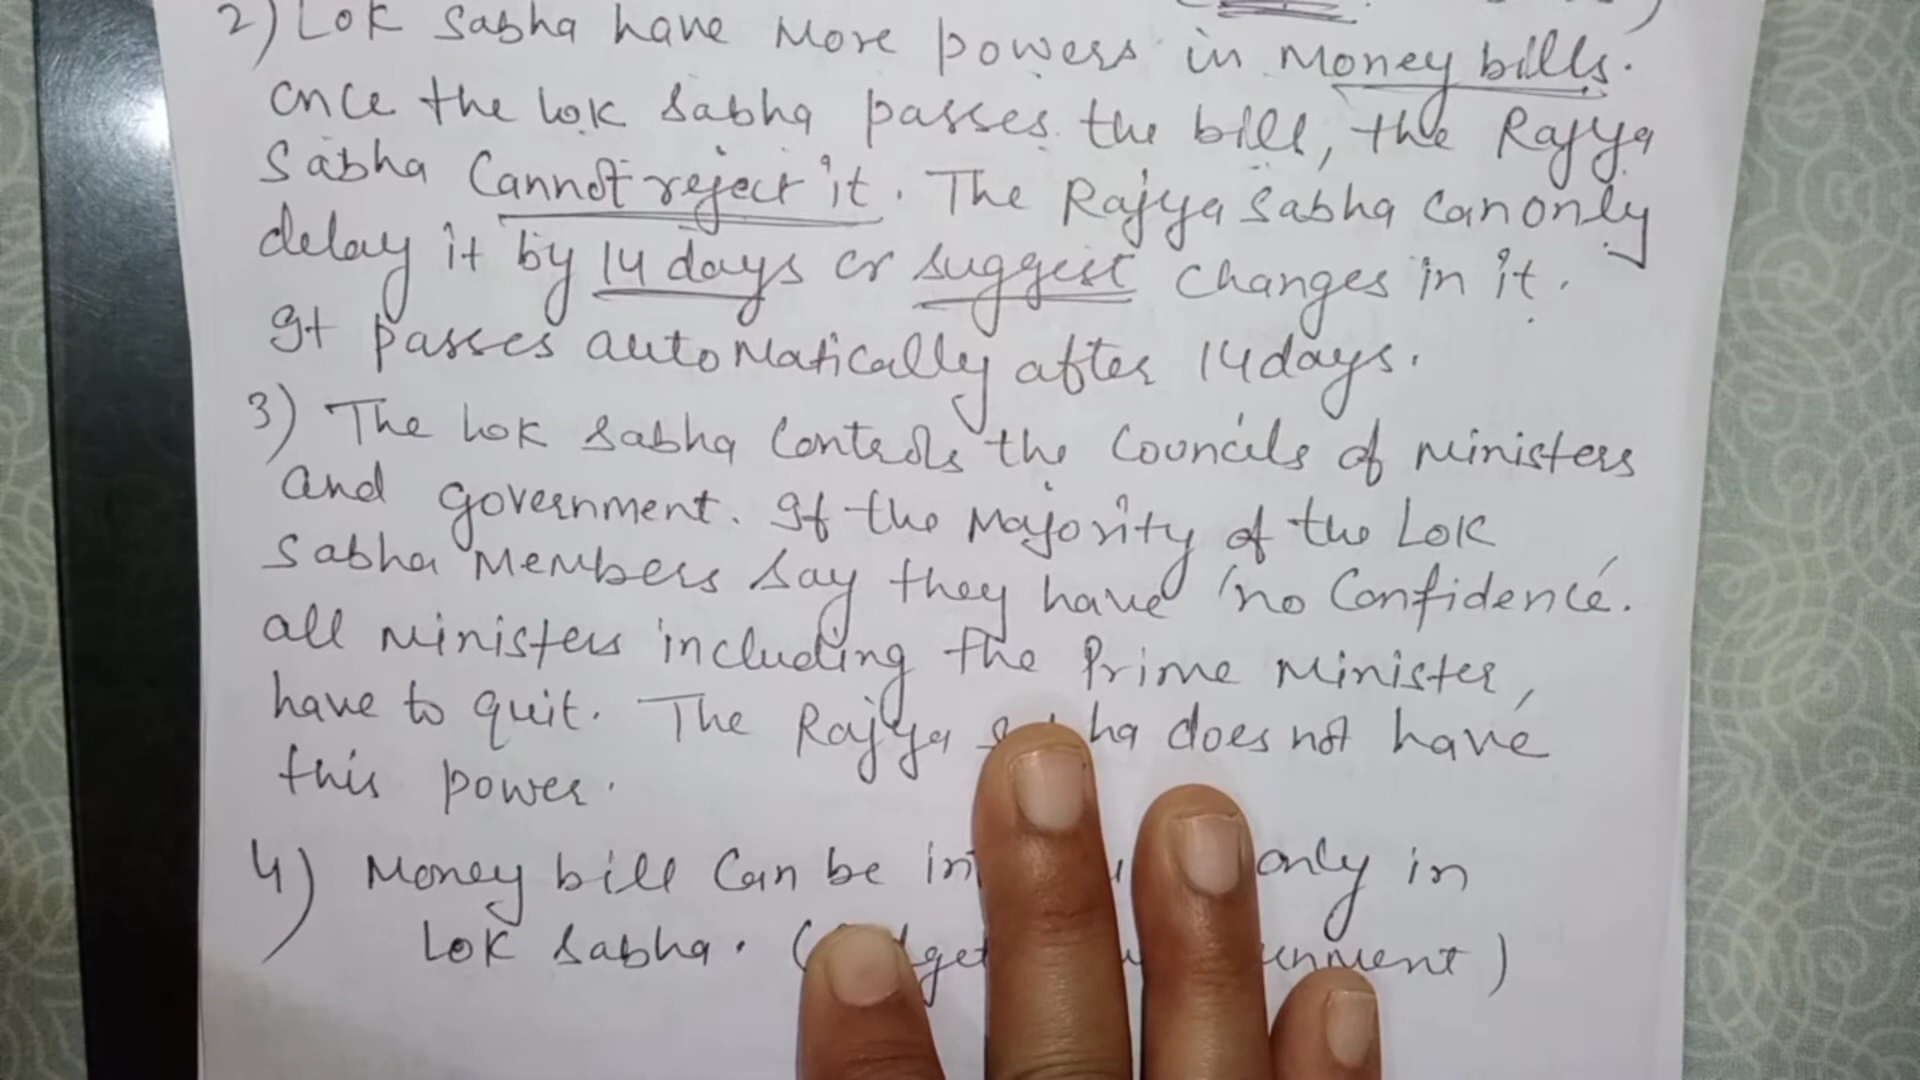 2) Lok Sabha have More powers in Money bills.
once the Lok Sabha passes the bill, the Rajya
Sabha Cannot reject it. The Rajya Sabha can only
delay it by 14 days or suggest changes in it.
It passes automatically after 14 days.
3) The Lok Sabha Controls the Councils of Ministers
and government. If the Majority of the Lok
Sabha Members say they have 'no Confidence'.
all Ministers including the Prime Minister,
have to quit. The Rajya does not have
this power.
4) Money bill Can be only in
Lok Sabha. (